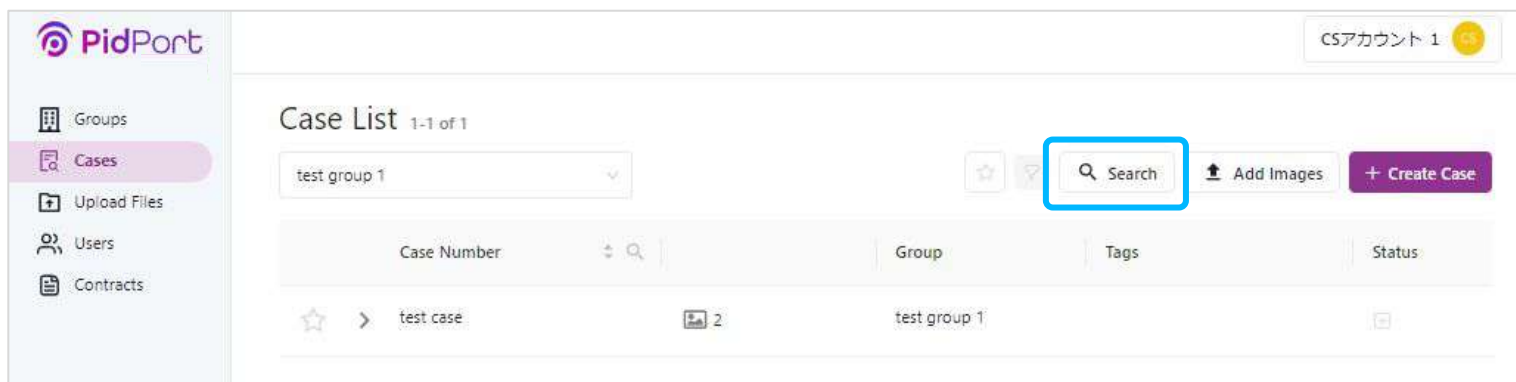 PidPort
CSアカウント 1 CS
Groups
Cases
Upload Files
Users
Contracts
Case List 1-1 of 1
test group 1
Search
Add Images
+ Create Case
Case Number Group Tags Status
test case 2 test group 1